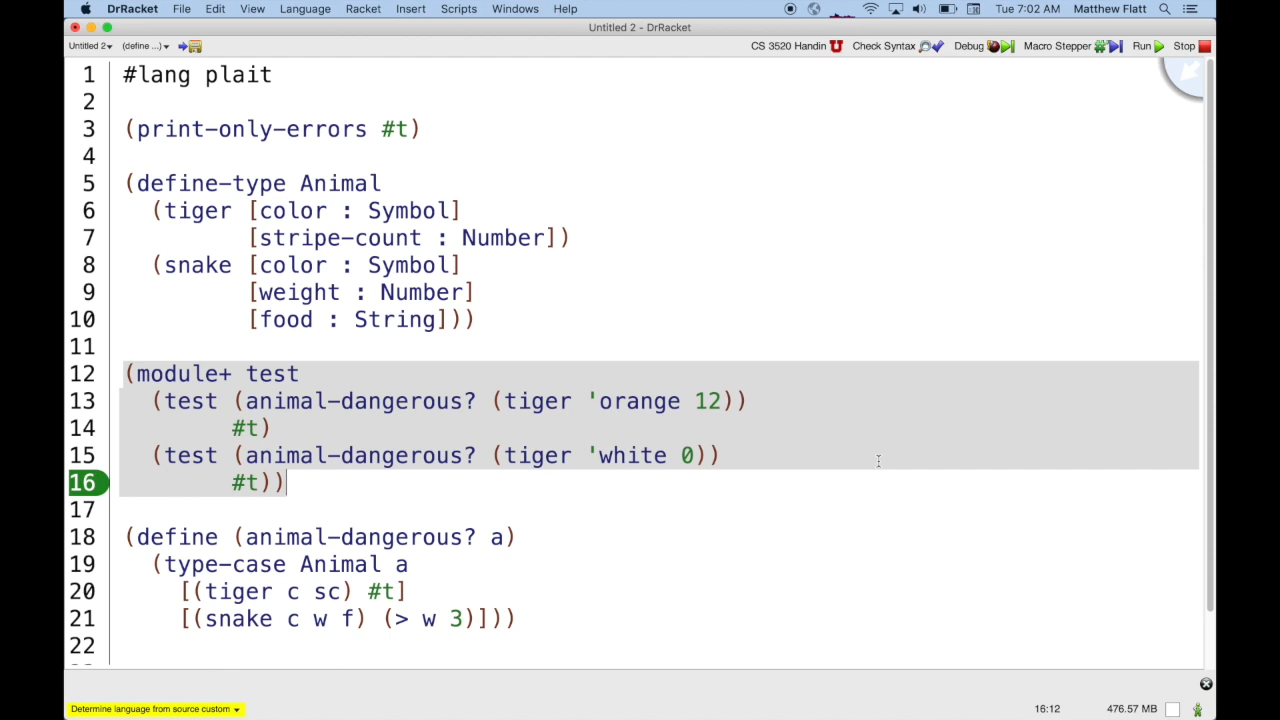 DrRacket File Edit View Language Racket Insert Scripts Windows Help Tue 7:02 AM Matthew Flatt
Untitled 2 - DrRacket
Untitled 2 (define ...) CS 3520 Handin Check Syntax Debug Macro Stepper Run Stop
1 #lang plait
2
3 (print-only-errors #t)
4
5 (define-type Animal
6 (tiger [color : Symbol]
7 [stripe-count : Number])
8 (snake [color : Symbol]
9 [weight : Number]
10 [food : String]))
11
12 (module+ test
13 (test (animal-dangerous? (tiger 'orange 12))
14 #t)
15 (test (animal-dangerous? (tiger 'white 0))
16 #t))
17
18 (define (animal-dangerous? a)
19 (type-case Animal a
20 [(tiger c sc) #t]
21 [(snake c w f) (> w 3)]))
22
Determine language from source custom 16:12 476.57 MB